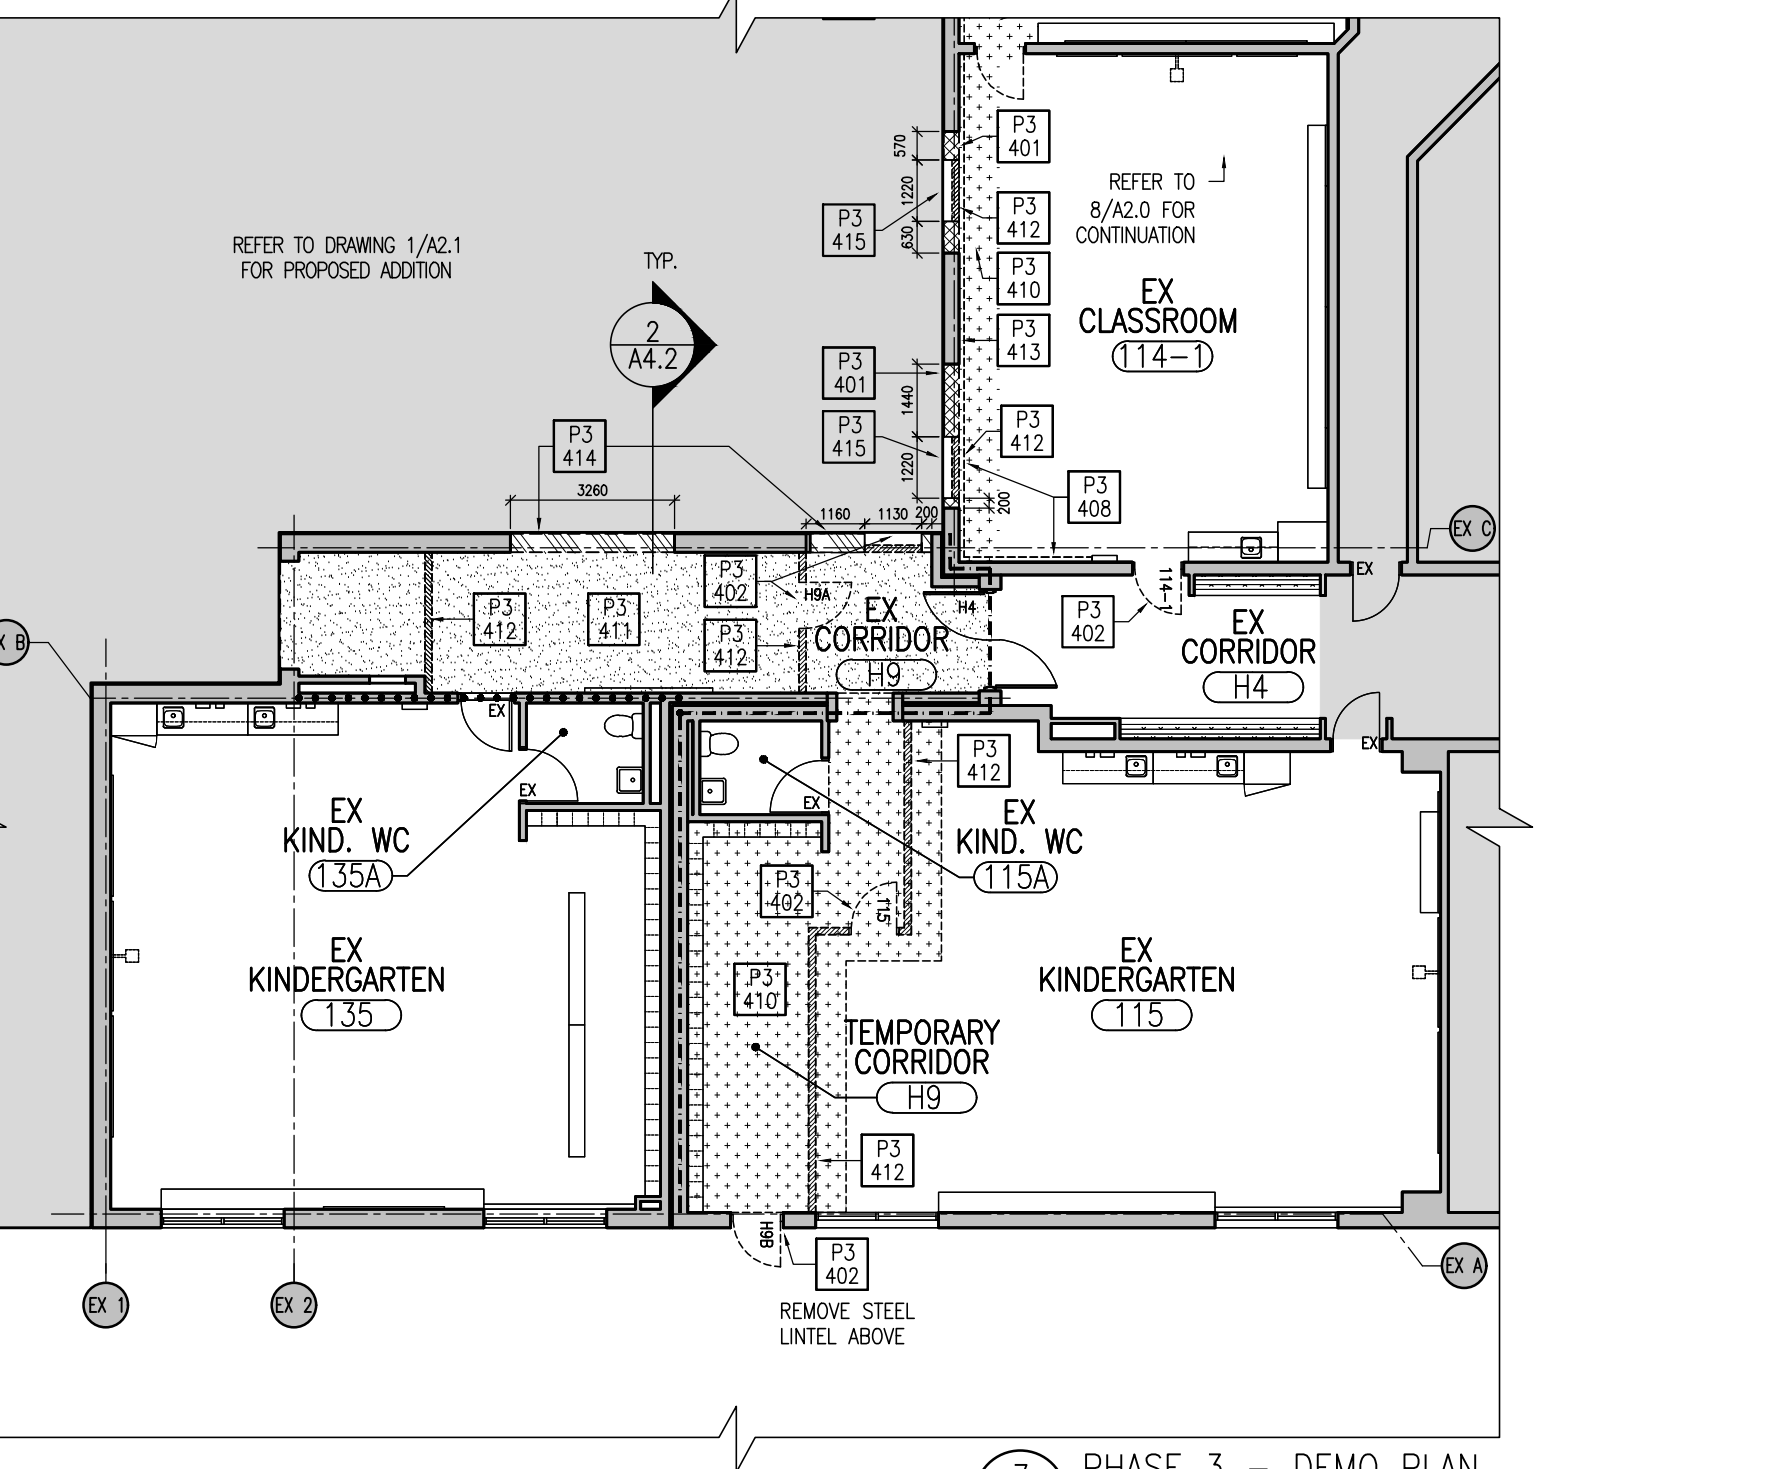 570
P3
401
REFER TO
8/A2.0 FOR
CONTINUATION
1220
P3
415
P3
412
630
REFER TO DRAWING 1/A2.1
FOR PROPOSED ADDITION
TYP.
P3
410
EX
CLASSROOM
114-1
2
A4.2
P3
413
P3
401
1440
P3
415
P3
412
P3
414
1220
3260
P3
408
200
1160
1130
200
EX C
EX
P3
402
H9A
H4
114-1
P3
412
P3
411
P3
412
EX
CORRIDOR
H9
P3
402
EX
CORRIDOR
H4
X B
EX
EX
P3
412
EX
EX
EX
KIND. WC
135A
EX
KIND. WC
115A
P3
402
115
EX
KINDERGARTEN
135
P3
410
EX
KINDERGARTEN
115
TEMPORARY
CORRIDOR
H9
P3
412
H9B
P3
402
REMOVE STEEL
LINTEL ABOVE
EX 1
EX 2
EX A
PHASE 3 - DEMO PLAN